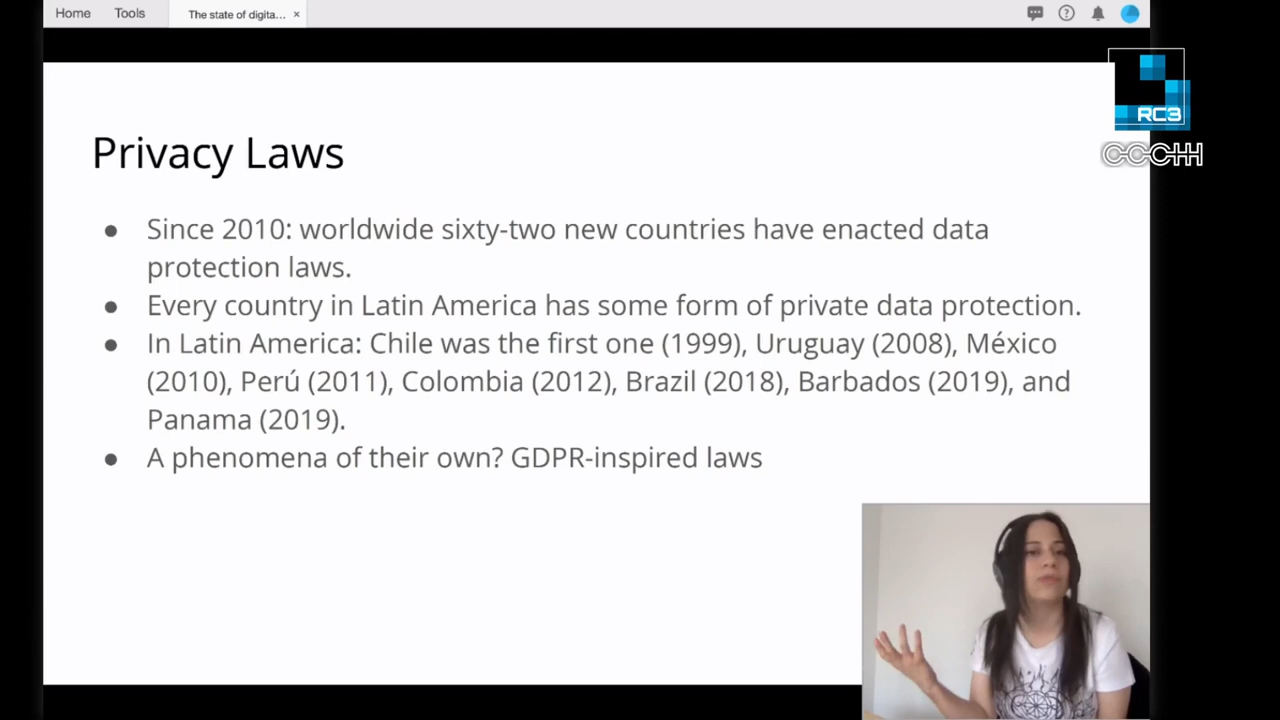 Home Tools The state of digita... ×
RC3
CCCHH
Privacy Laws
● Since 2010: worldwide sixty-two new countries have enacted data
protection laws.
● Every country in Latin America has some form of private data protection.
● In Latin America: Chile was the first one (1999), Uruguay (2008), México
(2010), Perú (2011), Colombia (2012), Brazil (2018), Barbados (2019), and
Panama (2019).
● A phenomena of their own? GDPR-inspired laws